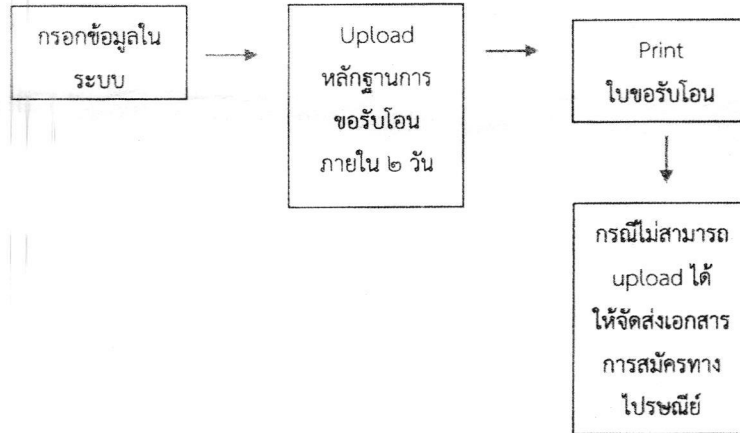 กรอกข้อมูลใน
ระบบ
Upload
หลักฐานการ
ขอรับโอน
ภายใน ๒ วัน
Print
ใบขอรับโอน
กรณีไม่สามารถ
upload ได้
ให้จัดส่งเอกสาร
การสมัครทาง
ไปรษณีย์